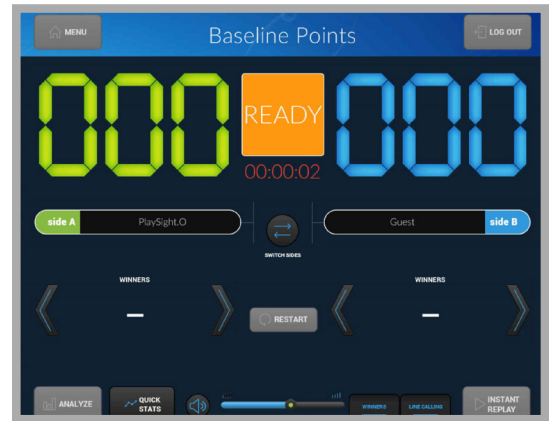 MENU
Baseline Points
LOG OUT
000
READY
000
00:00:02
side A
PlaySight.O
Guest
side B
SWITCH SIDES
WINNERS
WINNERS
–
–
RESTART
ANALYZE
QUICK
STATS
WINNERS
LINE CALLING
INSTANT
REPLAY